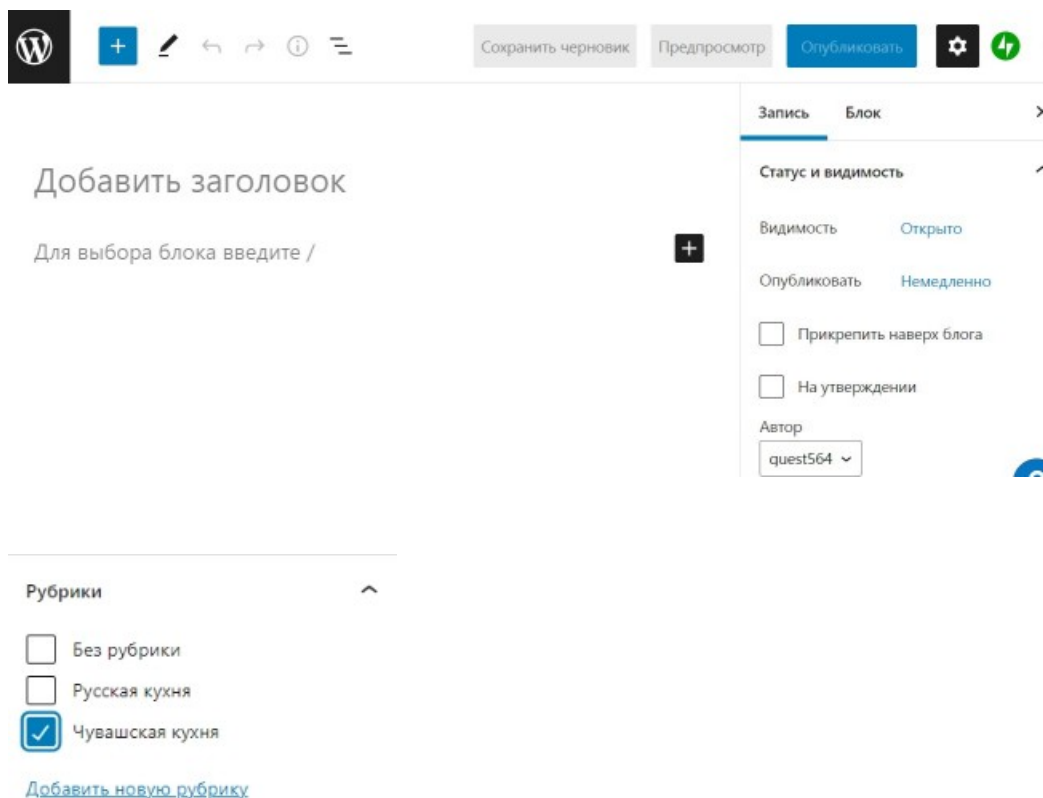 Сохранить черновик Предпросмотр Опубликовать
Запись Блок
Добавить заголовок
Статус и видимость
Для выбора блока введите /
Видимость Открыто
Опубликовать Немедленно
Прикрепить наверх блога
На утверждении
Автор
quest564
Рубрики
Без рубрики
Русская кухня
Чувашская кухня
Добавить новую рубрику